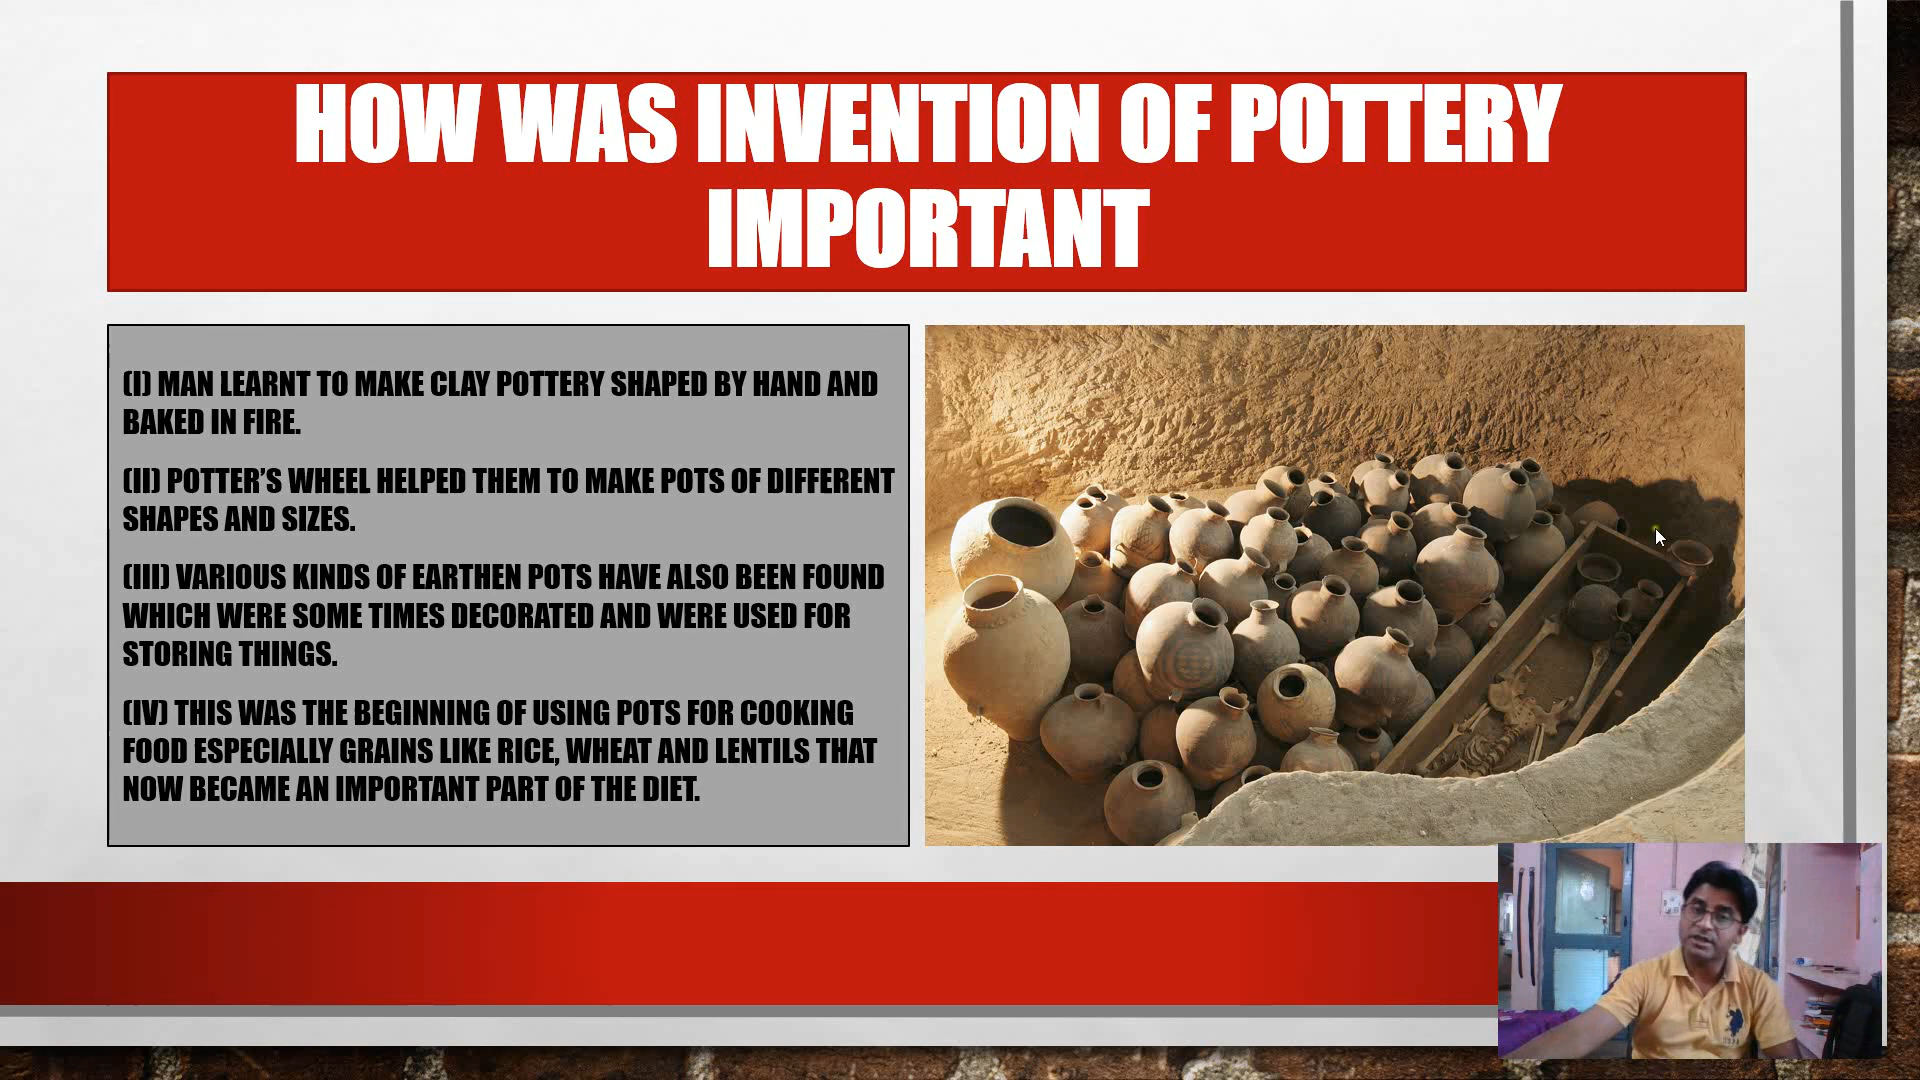 HOW WAS INVENTION OF POTTERY
IMPORTANT
(I) MAN LEARNT TO MAKE CLAY POTTERY SHAPED BY HAND AND
BAKED IN FIRE.
(II) POTTER’S WHEEL HELPED THEM TO MAKE POTS OF DIFFERENT
SHAPES AND SIZES.
(III) VARIOUS KINDS OF EARTHEN POTS HAVE ALSO BEEN FOUND
WHICH WERE SOME TIMES DECORATED AND WERE USED FOR
STORING THINGS.
(IV) THIS WAS THE BEGINNING OF USING POTS FOR COOKING
FOOD ESPECIALLY GRAINS LIKE RICE, WHEAT AND LENTILS THAT
NOW BECAME AN IMPORTANT PART OF THE DIET.